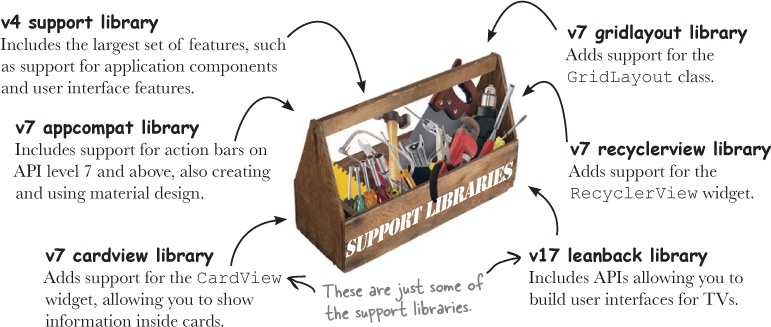 v4 support library
Includes the largest set of features, such
as support for application components
and user interface features.
v7 appcompat library
Includes support for action bars on
API level 7 and above, also creating
and using material design.
v7 cardview library
Adds support for the CardView
widget, allowing you to show
information inside cards.
SUPPORT LIBRARIES
These are just some of
the support libraries.
v7 gridlayout library
Adds support for the
GridLayout class.
v7 recyclerview library
Adds support for the
RecyclerView widget.
v17 leanback library
Includes APIs allowing you to
build user interfaces for TVs.